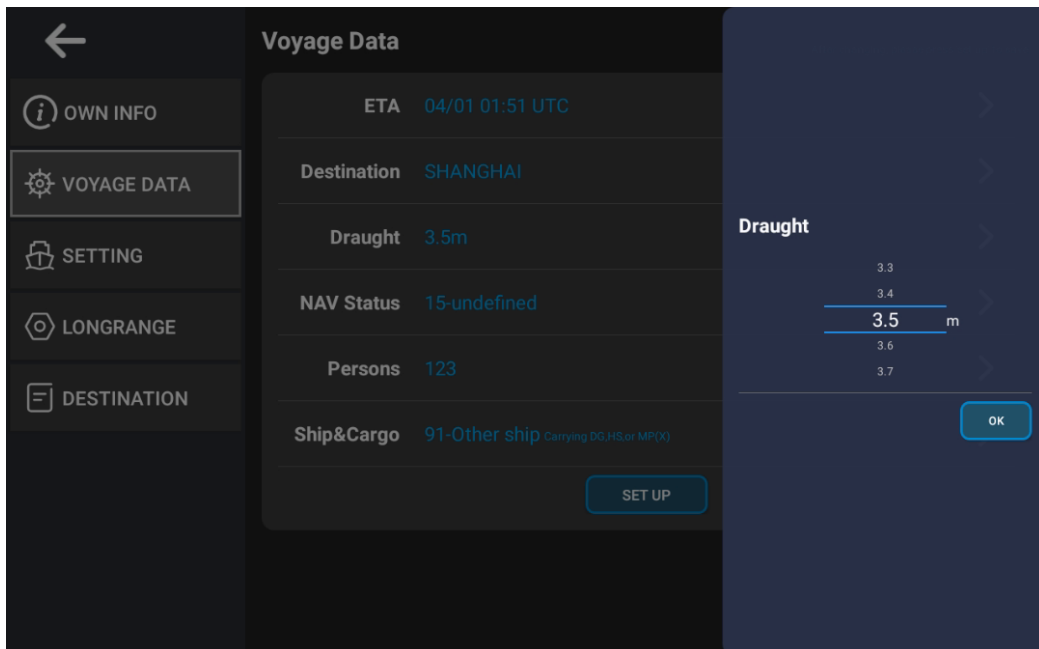 Voyage Data
OWN INFO
VOYAGE DATA
SETTING
LONGRANGE
DESTINATION
ETA 04/01 01:51 UTC
Destination SHANGHAI
Draught 3.5m
NAV Status 15-undefined
Persons 123
Ship&Cargo 91-Other ship Carrying DG,HS,or MP(X)
SET UP
Draught
3.3
3.4
3.5 m
3.6
3.7
OK